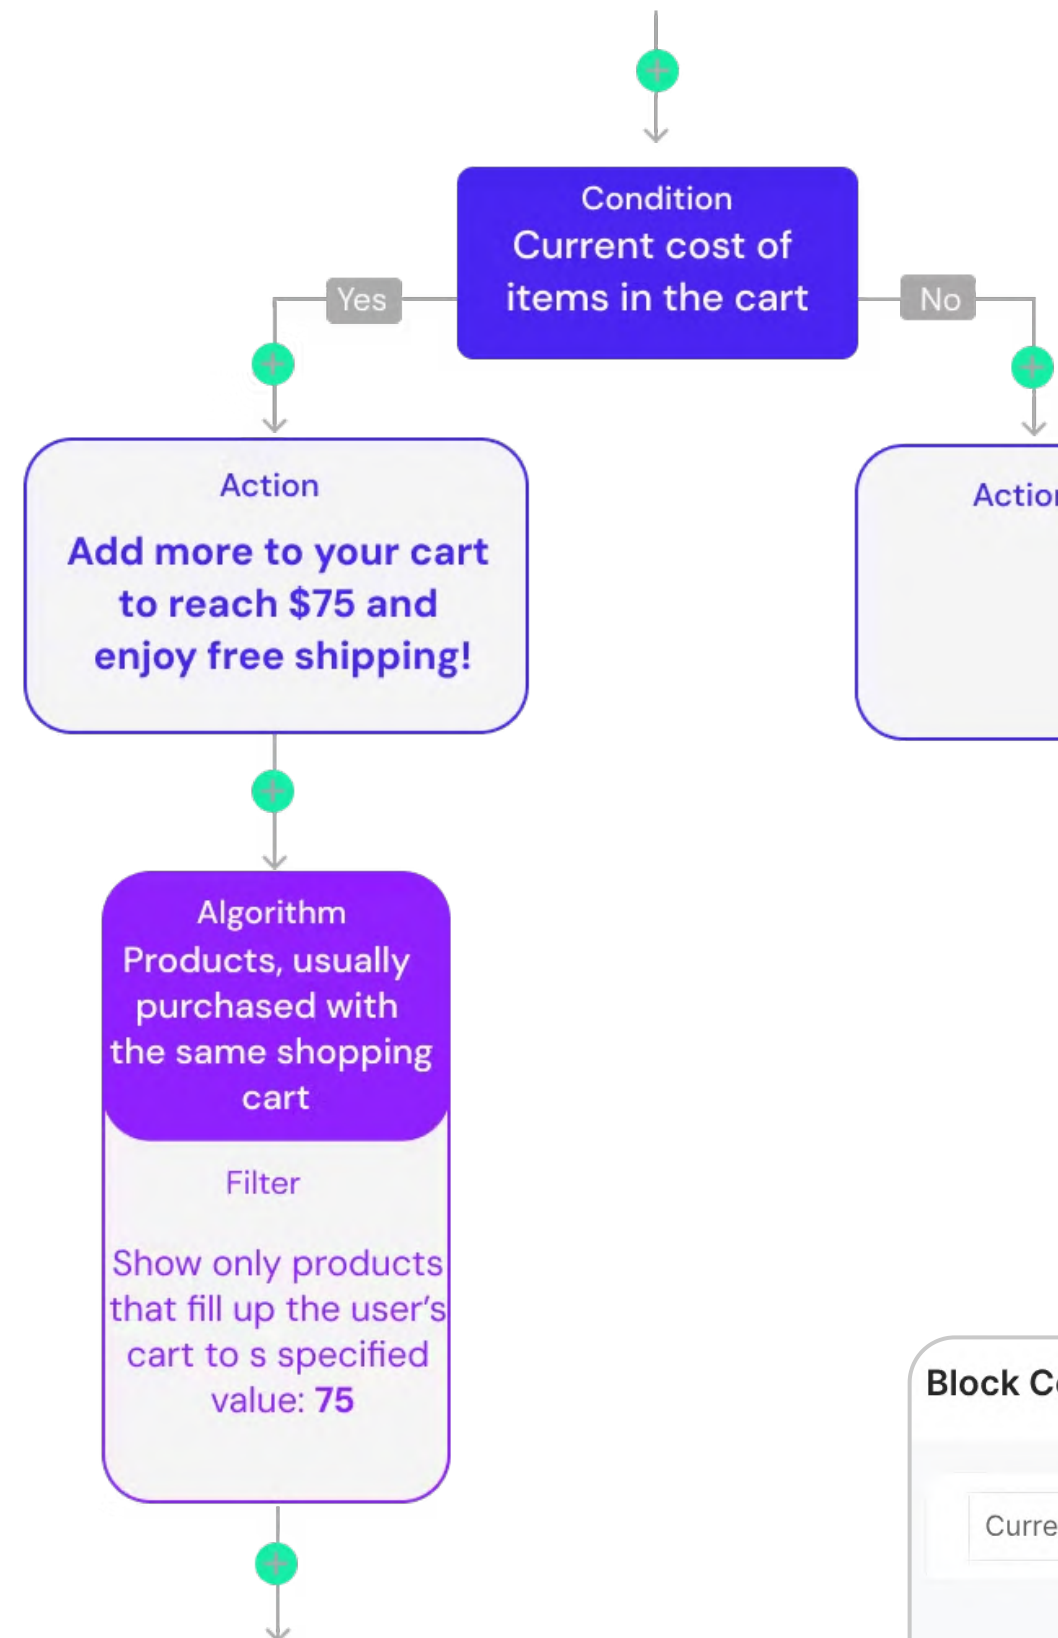 Condition
Current cost of
items in the cart
Yes
No
Action
Add more to your cart
to reach $75 and
enjoy free shipping!
Action
Algorithm
Products, usually
purchased with
the same shopping
cart
Filter
Show only products
that fill up the user’s
cart to s specified
value: 75
Block